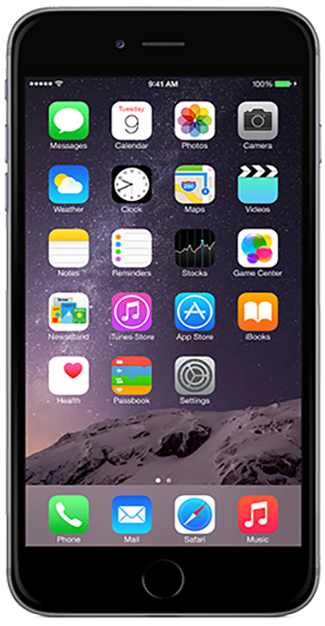 9:41 AM 100%
Tuesday
9
Messages Calendar Photos Camera
280
Weather Clock Maps Videos
Notes Reminders Stocks Game Center
Newsstand iTunes Store App Store iBooks
Health Passbook Settings
Phone Mail Safari Music